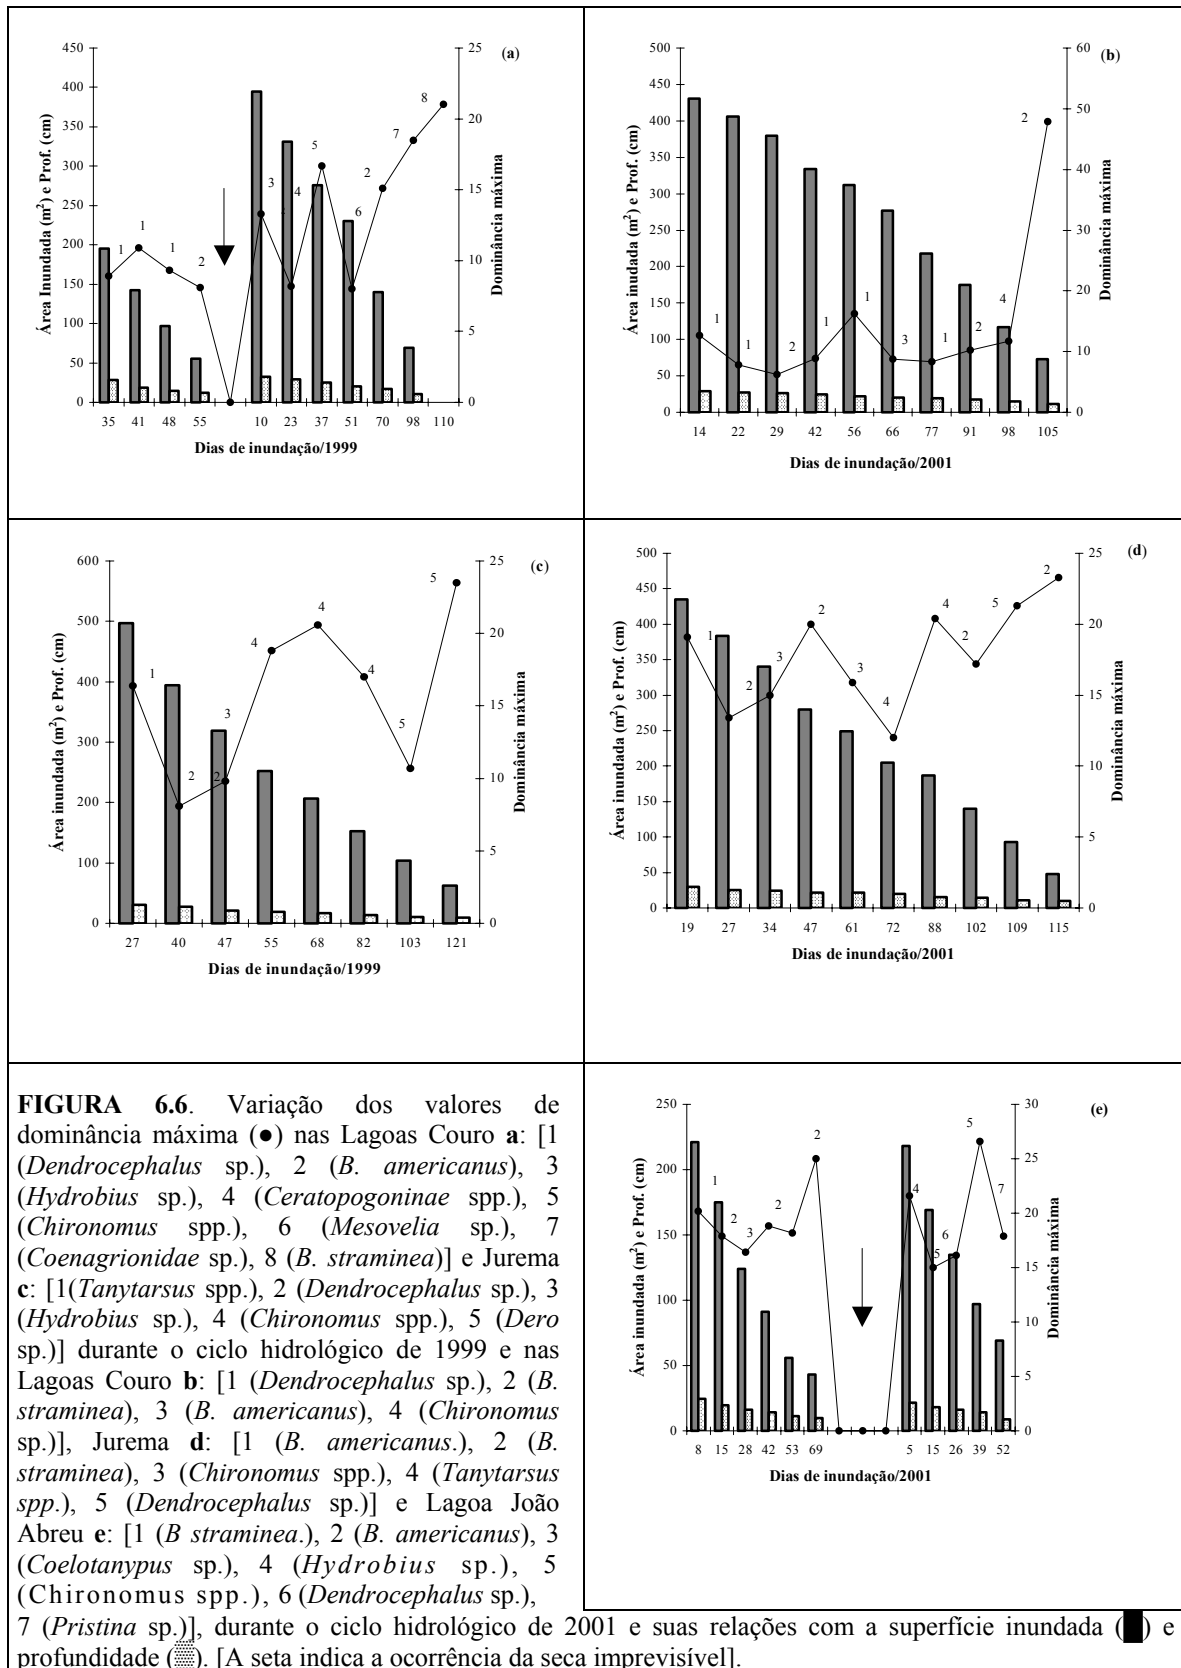 450
400
350
300
250
200
150
100
50
0
25
20
15
10
5
0
(a)
Área Inundada (m²) e Prof. (cm)
Dominância máxima
1
1
1
2
3
4
5
6
2
7
8
35 41 48 55 10 23 37 51 70 98 110
Dias de inundação/1999
500
450
400
350
300
250
200
150
100
50
0
60
50
40
30
20
10
0
(b)
Área inudada (m²) e Prof. (cm)
Dominância máxima
1
1
2
1
1
3
1
2
4
2
14 22 29 42 56 66 77 91 98 105
Dias de inundação/2001
600
500
400
300
200
100
0
25
20
15
10
5
0
(c)
Área inundada (m²) e Prof. (cm)
Dominância máxima
1
2
2
3
4
4
4
5
5
27 40 47 55 68 82 103 121
Dias de inundação/1999
500
450
400
350
300
250
200
150
100
50
0
25
20
15
10
5
0
(d)
Área inundada (m²) e Prof. (cm)
Dominância máxima
1
2
3
2
3
4
4
2
5
2
19 27 34 47 61 72 88 102 109 115
Dias de inundação/2001
FIGURA 6.6. Variação dos valores de
dominância máxima (●) nas Lagoas Couro a: [1
(Dendrocephalus sp.), 2 (B. americanus), 3
(Hydrobius sp.), 4 (Ceratopogoninae spp.), 5
(Chironomus spp.), 6 (Mesovelia sp.), 7
(Coenagrionidae sp.), 8 (B. straminea)] e Jurema
c: [1(Tanytarsus spp.), 2 (Dendrocephalus sp.), 3
(Hydrobius sp.), 4 (Chironomus spp.), 5 (Dero
sp.)] durante o ciclo hidrológico de 1999 e nas
Lagoas Couro b: [1 (Dendrocephalus sp.), 2 (B.
straminea), 3 (B. americanus), 4 (Chironomus
sp.)], Jurema d: [1 (B. americanus.), 2 (B.
straminea), 3 (Chironomus spp.), 4 (Tanytarsus
spp.), 5 (Dendrocephalus sp.)] e Lagoa João
Abreu e: [1 (B straminea.), 2 (B. americanus), 3
(Coelotanypus sp.), 4 (Hydrobius sp.), 5
(Chironomus spp.), 6 (Dendrocephalus sp.),
250
200
150
100
50
0
30
25
20
15
10
5
0
(e)
Área inundada (m²) e Prof. (cm)
Dominância máxima
1
2
3
2
2
4
5
6
5
7
8 15 28 42 53 69 5 15 26 39 52
Dias de inundação/2001
7 (Pristina sp.)], durante o ciclo hidrológico de 2001 e suas relações com a superfície inundada (█) e
profundidade (▒). [A seta indica a ocorrência da seca imprevisível].